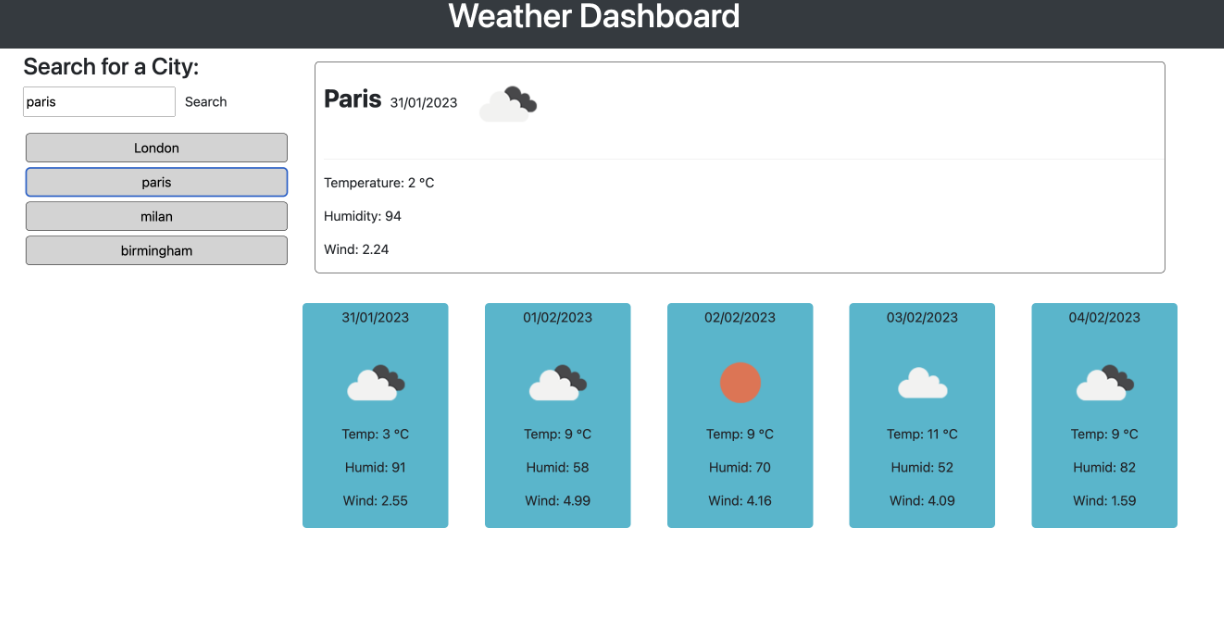 Weather Dashboard
Search for a City:
paris
Search
London
paris
milan
birmingham
Paris 31/01/2023
Temperature: 2 °C
Humidity: 94
Wind: 2.24
31/01/2023
Temp: 3 °C
Humid: 91
Wind: 2.55
01/02/2023
Temp: 9 °C
Humid: 58
Wind: 4.99
02/02/2023
Temp: 9 °C
Humid: 70
Wind: 4.16
03/02/2023
Temp: 11 °C
Humid: 52
Wind: 4.09
04/02/2023
Temp: 9 °C
Humid: 82
Wind: 1.59